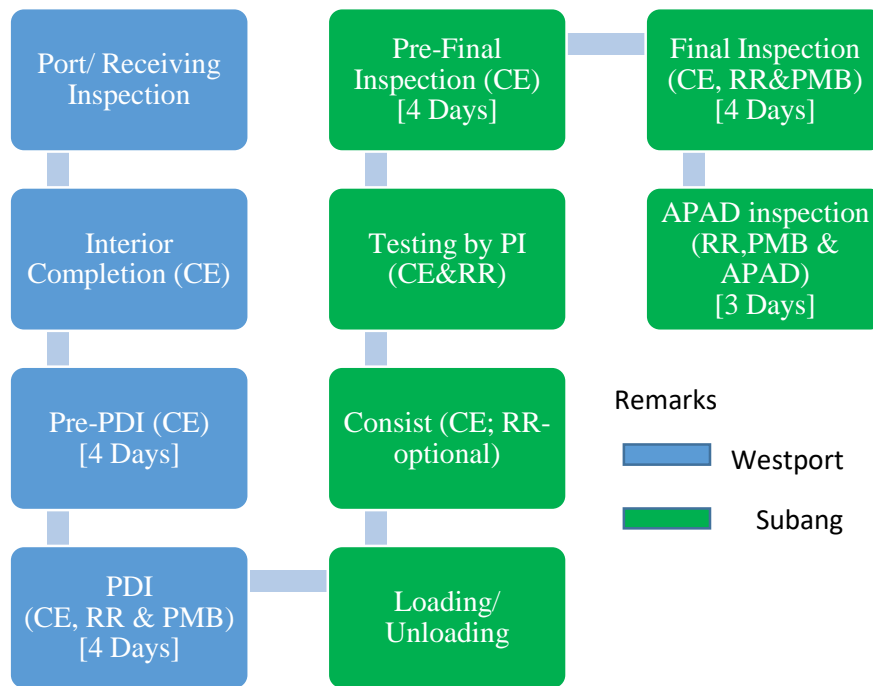 Port/ Receiving
Inspection
Interior
Completion (CE)
Pre-PDI (CE)
[4 Days]
PDI
(CE, RR & PMB)
[4 Days]
Loading/
Unloading
Consist (CE; RR-
optional)
Testing by PI
(CE&RR)
Pre-Final
Inspection (CE)
[4 Days]
Final Inspection
(CE, RR&PMB)
[4 Days]
APAD inspection
(RR,PMB &
APAD)
[3 Days]
Remarks
Westport
Subang